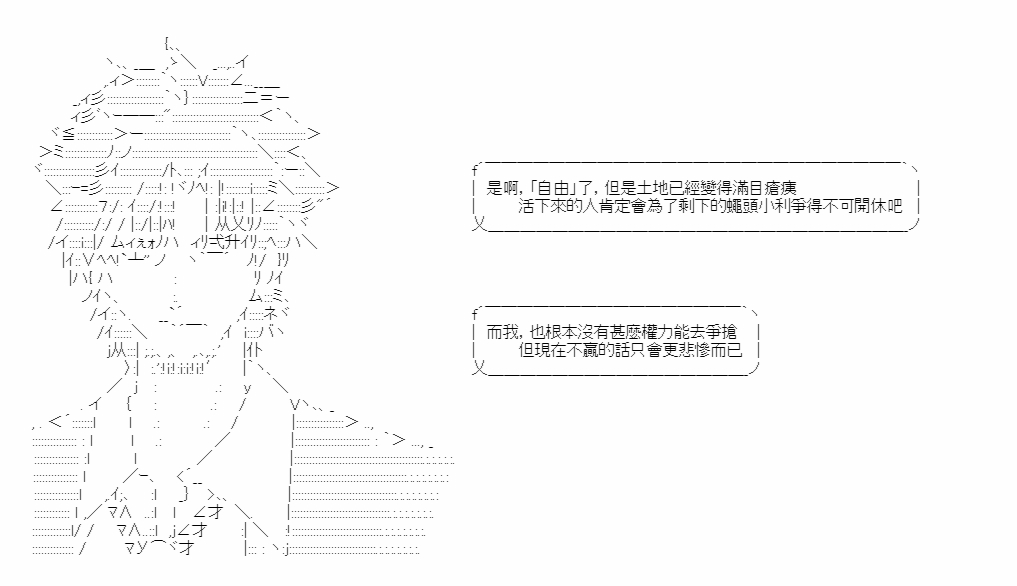 是啊，「自由」了，但是土地已經變得滿目瘡痍
活下來的人肯定會為了剩下的蠅頭小利爭得不可開休吧
而我，也根本沒有甚麼權力能去爭搶
但現在不贏的話只會更悲慘而已